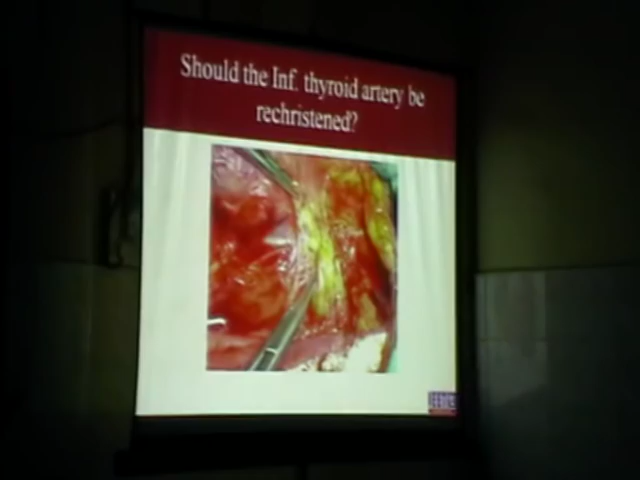 Should the Inf. thyroid artery be
rechristened?